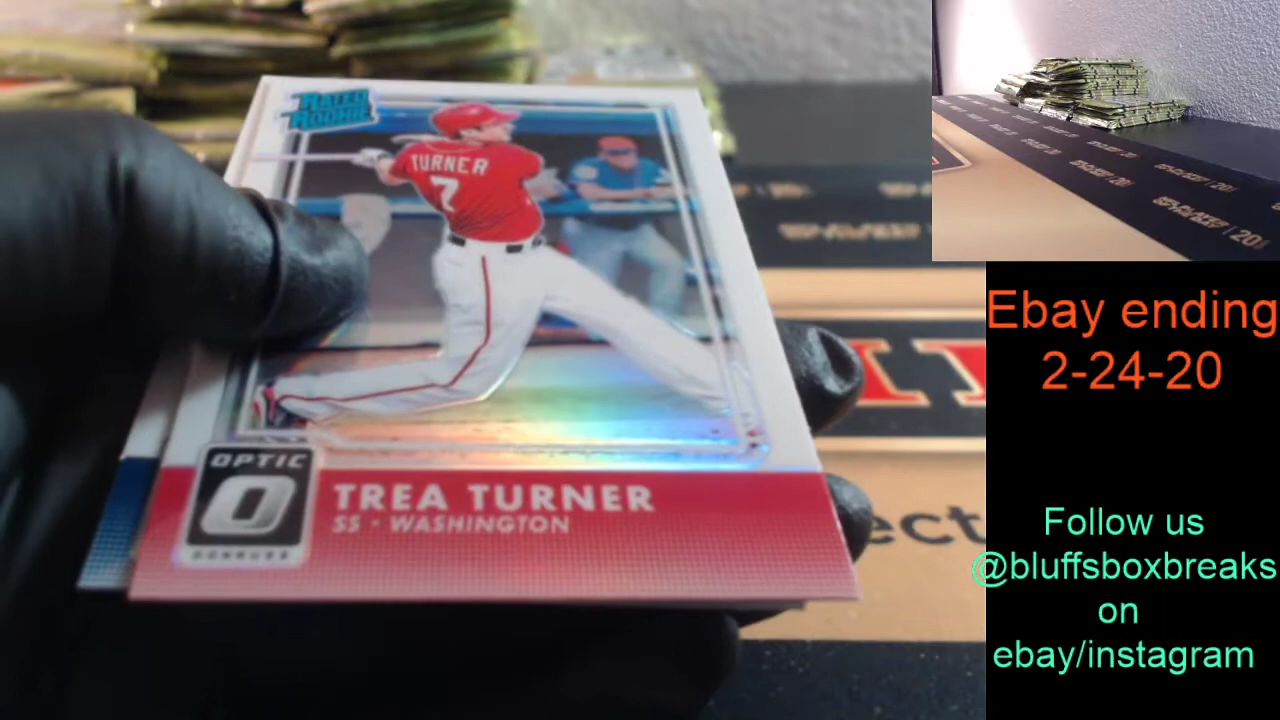 RATED
ROOKIE
TURNER
7
OPTIC
DONRUSS
TREA TURNER
SS · WASHINGTON
ect
Ebay ending
2-24-20
Follow us
@bluffsboxbreaks
on
ebay/instagram